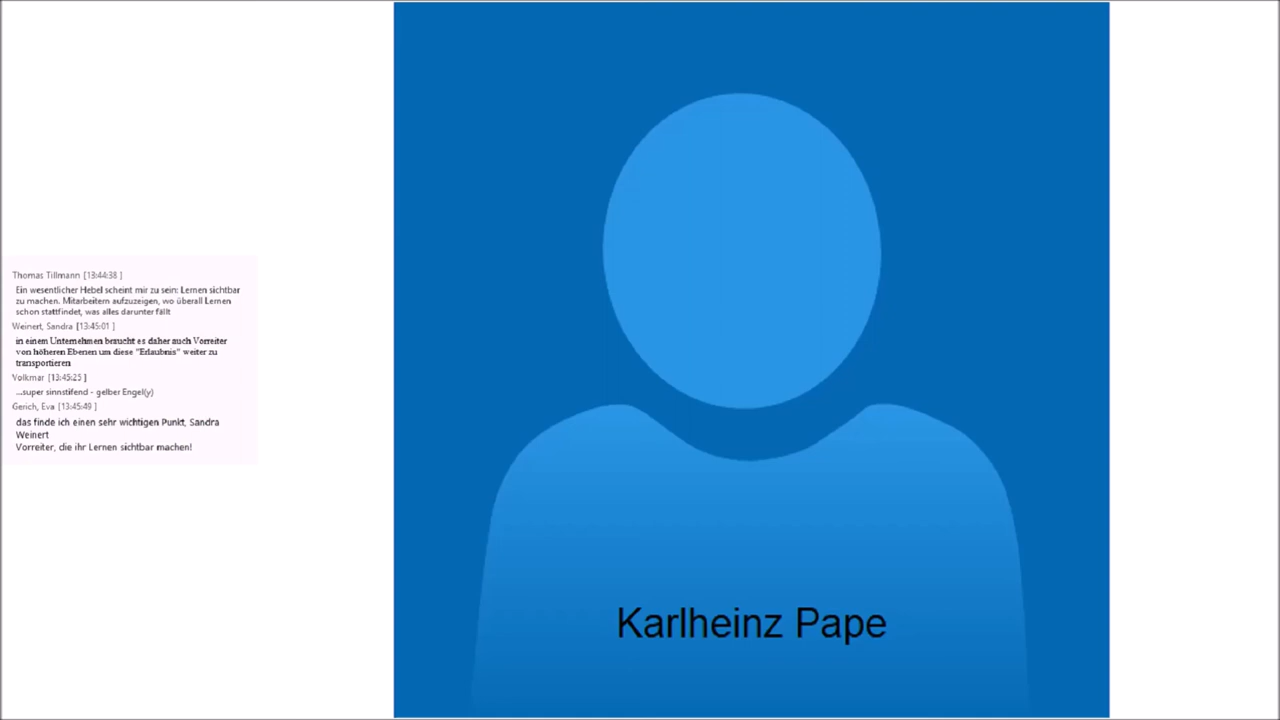 Thomas Tillmann [13:44:38 ]
Ein wesentlicher Hebel scheint mir zu sein: Lernen sichtbar
zu machen. Mitarbeitern aufzuzeigen, wo überall Lernen
schon stattfindet, was alles darunter fällt
Weinert, Sandra [13:45:01 ]
in einem Unternehmen braucht es daher auch Vorreiter
von höheren Ebenen um diese "Erlaubnis" weiter zu
transportieren
Volkmar [13:45:25 ]
...super sinnstifend - gelber Engel(y)
Gerich, Eva [13:45:49 ]
das finde ich einen sehr wichtigen Punkt, Sandra
Weinert
Vorreiter, die ihr Lernen sichtbar machen!
Karlheinz Pape